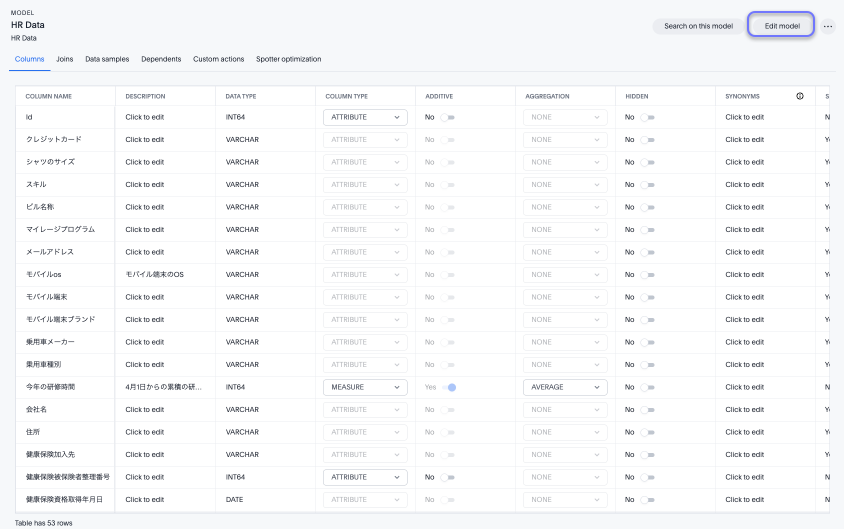 MODEL
HR Data
HR Data
Search on this model Edit model ...
Columns Joins Data samples Dependents Custom actions Spotter optimization
COLUMN NAME DESCRIPTION DATA TYPE COLUMN TYPE ADDITIVE AGGREGATION HIDDEN SYNONYMS S
Id Click to edit INT64 ATTRIBUTE No NONE No Click to edit N
クレジットカード Click to edit VARCHAR ATTRIBUTE No NONE No Click to edit Y
シャツのサイズ Click to edit VARCHAR ATTRIBUTE No NONE No Click to edit Y
スキル Click to edit VARCHAR ATTRIBUTE No NONE No Click to edit Y
ビル名称 Click to edit VARCHAR ATTRIBUTE No NONE No Click to edit Y
マイレージプログラム Click to edit VARCHAR ATTRIBUTE No NONE No Click to edit Y
メールアドレス Click to edit VARCHAR ATTRIBUTE No NONE No Click to edit Y
モバイルos モバイル端末のOS VARCHAR ATTRIBUTE No NONE No Click to edit Y
モバイル端末 Click to edit VARCHAR ATTRIBUTE No NONE No Click to edit Y
モバイル端末ブランド Click to edit VARCHAR ATTRIBUTE No NONE No Click to edit Y
乗用車メーカー Click to edit VARCHAR ATTRIBUTE No NONE No Click to edit Y
乗用車種別 Click to edit VARCHAR ATTRIBUTE No NONE No Click to edit Y
今年の研修時間 4月1日からの累積の研... INT64 MEASURE Yes AVERAGE No Click to edit N
会社名 Click to edit VARCHAR ATTRIBUTE No NONE No Click to edit Y
住所 Click to edit VARCHAR ATTRIBUTE No NONE No Click to edit Y
健康保険加入先 Click to edit VARCHAR ATTRIBUTE No NONE No Click to edit Y
健康保険被保険者整理番号 Click to edit INT64 ATTRIBUTE No NONE No Click to edit N
健康保険資格取得年月日 Click to edit DATE ATTRIBUTE No NONE No Click to edit N
Table has 53 rows